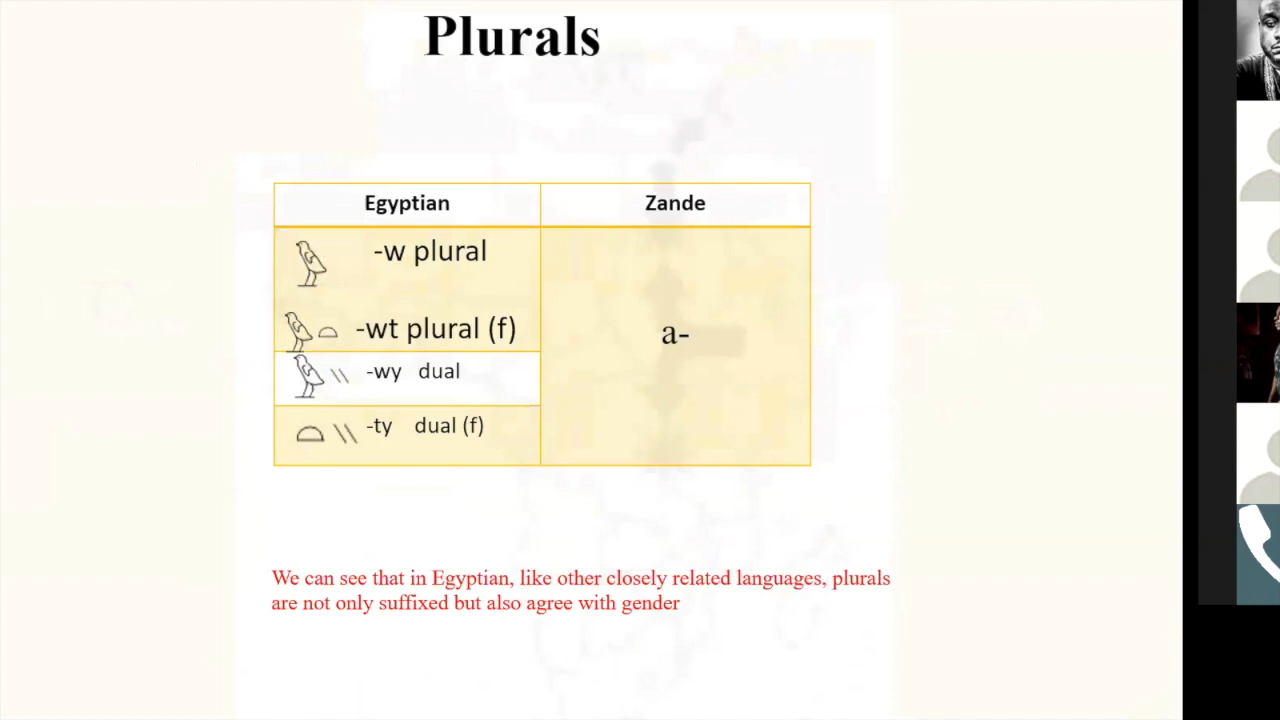 Plurals
Egyptian Zande
-w plural
-wt plural (f)
a-
-wy dual
-ty dual (f)
We can see that in Egyptian, like other closely related languages, plurals
are not only suffixed but also agree with gender